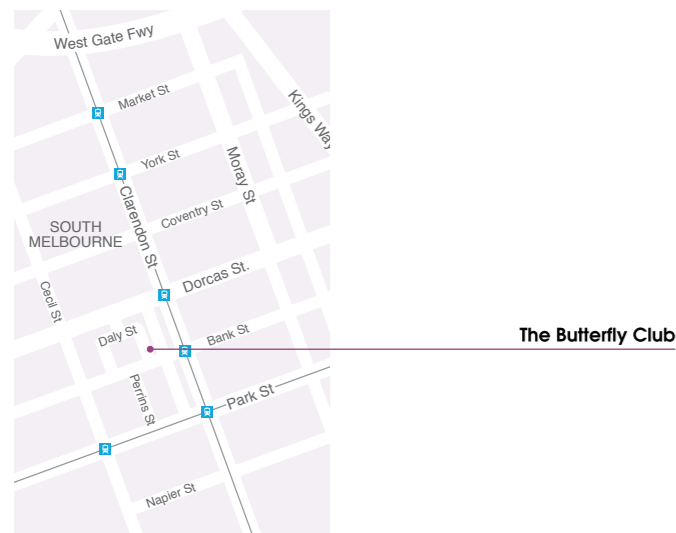 West Gate Fwy
Market St
Kings Way
York St
Moray St
Clarendon St
Coventry St
SOUTH
MELBOURNE
Dorcas St.
Cecil St
Daly St
Bank St
The Butterfly Club
Perrins St
Park St
Napier St